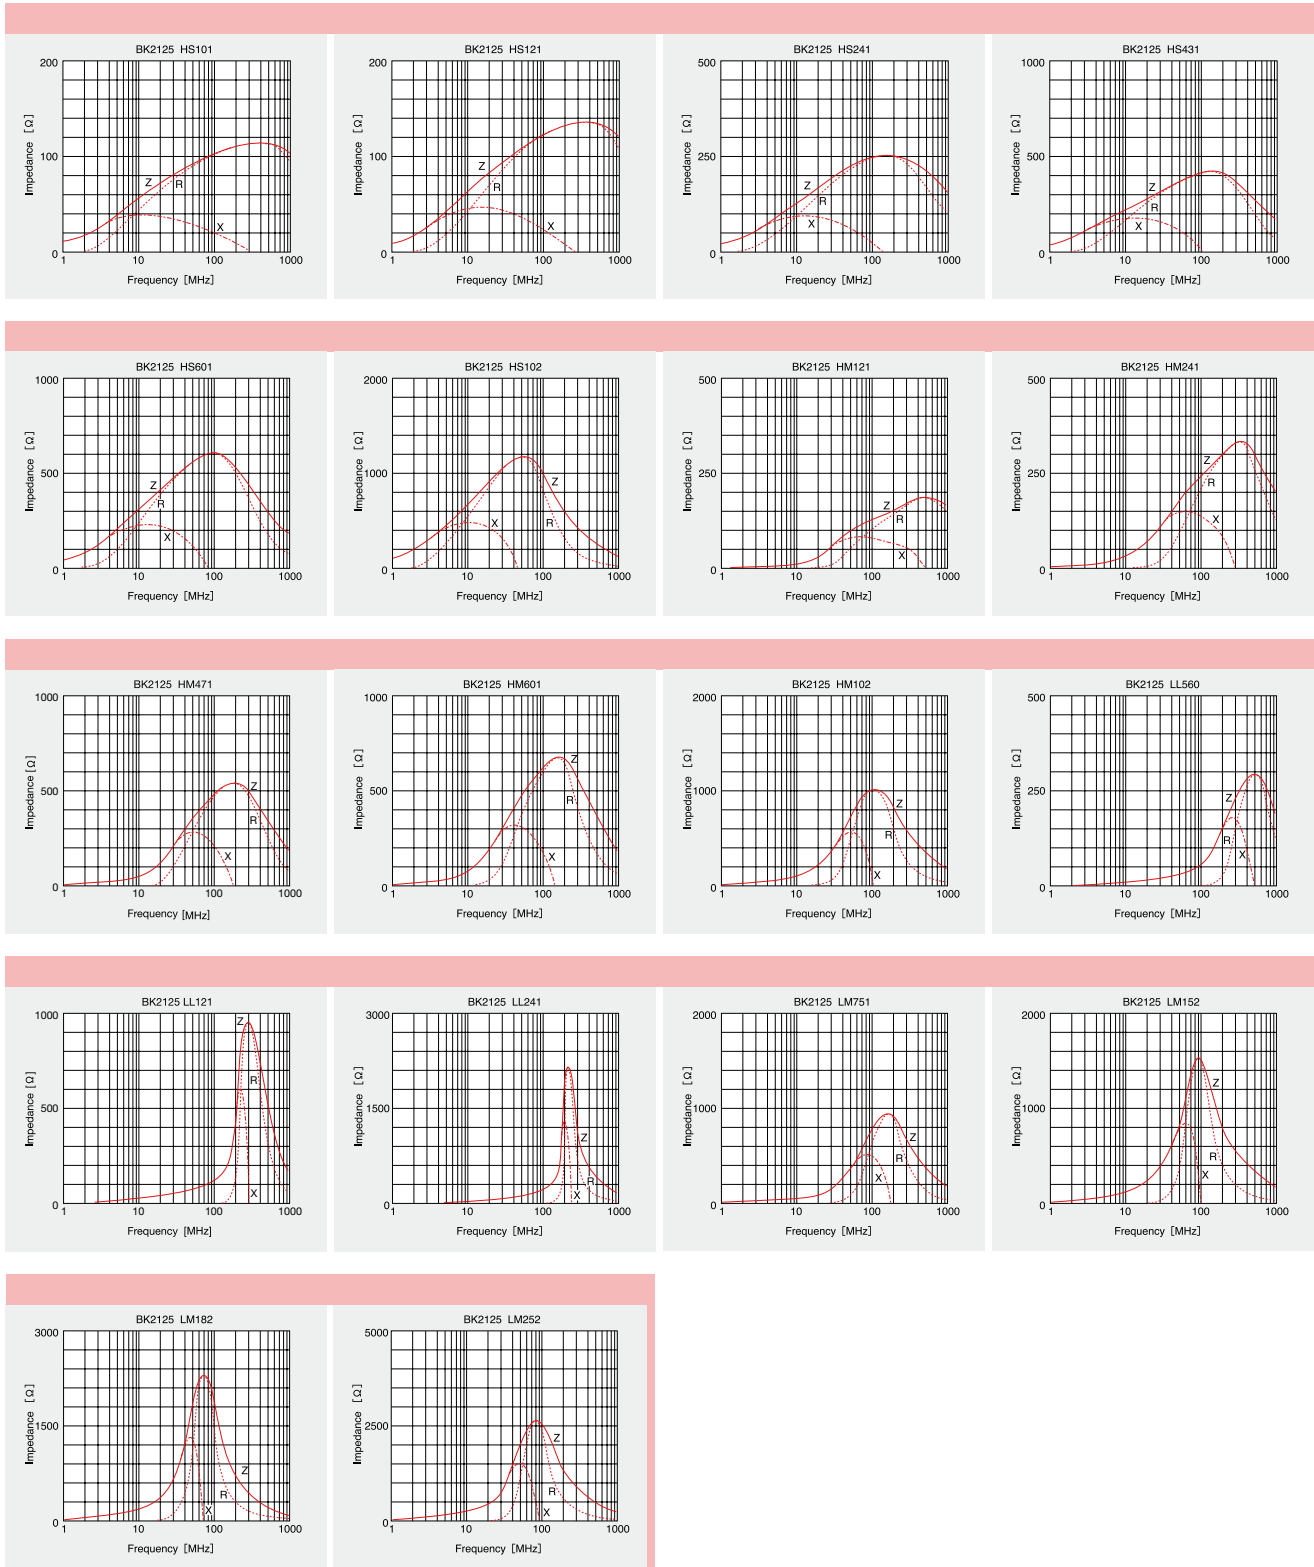 BK2125 HS101
200
100
0
Impedance [Ω]
Z
R
X
1 10 100 1000
Frequency [MHz]
BK2125 HS121
200
100
0
Impedance [Ω]
Z
R
X
1 10 100 1000
Frequency [MHz]
BK2125 HS241
500
250
0
Impedance [Ω]
Z
R
X
1 10 100 1000
Frequency [MHz]
BK2125 HS431
1000
500
0
Impedance [Ω]
Z
R
X
1 10 100 1000
Frequency [MHz]
BK2125 HS601
1000
500
0
Impedance [Ω]
Z
R
X
1 10 100 1000
Frequency [MHz]
BK2125 HS102
2000
1000
0
Impedance [Ω]
Z
X
R
1 10 100 1000
Frequency [MHz]
BK2125 HM121
500
250
0
Impedance [Ω]
Z
R
X
1 10 100 1000
Frequency [MHz]
BK2125 HM241
500
250
0
Impedance [Ω]
Z
R
X
1 10 100 1000
Frequency [MHz]
BK2125 HM471
1000
500
0
Impedance [Ω]
Z
R
X
1 10 100 1000
Frequency [MHz]
BK2125 HM601
1000
500
0
Impedance [Ω]
Z
R
X
1 10 100 1000
Frequency [MHz]
BK2125 HM102
2000
1000
0
Impedance [Ω]
Z
R
X
1 10 100 1000
Frequency [MHz]
BK2125 LL560
500
250
0
Impedance [Ω]
Z
R
X
1 10 100 1000
Frequency [MHz]
BK2125 LL121
1000
500
0
Impedance [Ω]
Z
R
X
1 10 100 1000
Frequency [MHz]
BK2125 LL241
3000
1500
0
Impedance [Ω]
Z
R
X
1 10 100 1000
Frequency [MHz]
BK2125 LM751
2000
1000
0
Impedance [Ω]
Z
R
X
1 10 100 1000
Frequency [MHz]
BK2125 LM152
2000
1000
0
Impedance [Ω]
Z
R
X
1 10 100 1000
Frequency [MHz]
BK2125 LM182
3000
1500
0
Impedance [Ω]
Z
R
X
1 10 100 1000
Frequency [MHz]
BK2125 LM252
5000
2500
0
Impedance [Ω]
Z
R
X
1 10 100 1000
Frequency [MHz]